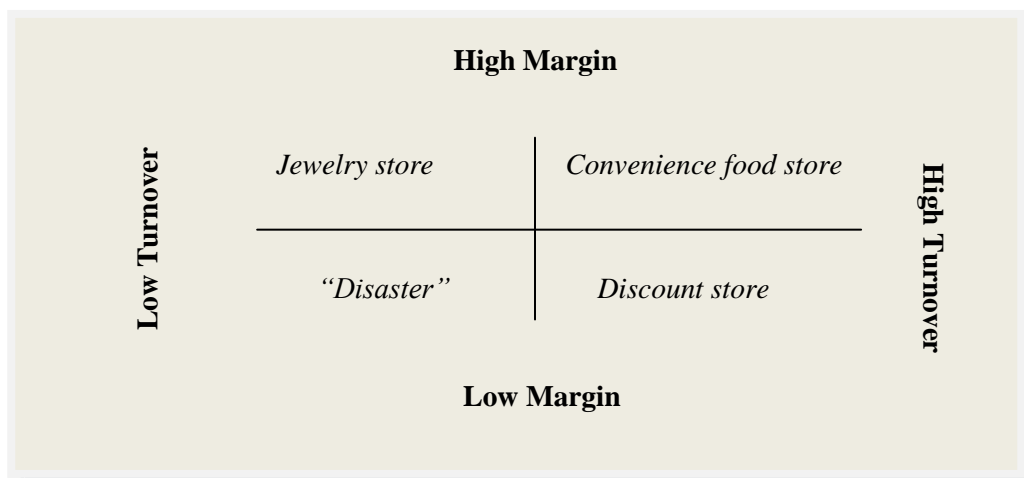 High Margin
Jewelry store
Convenience food store
Low Turnover
High Turnover
“Disaster”
Discount store
Low Margin